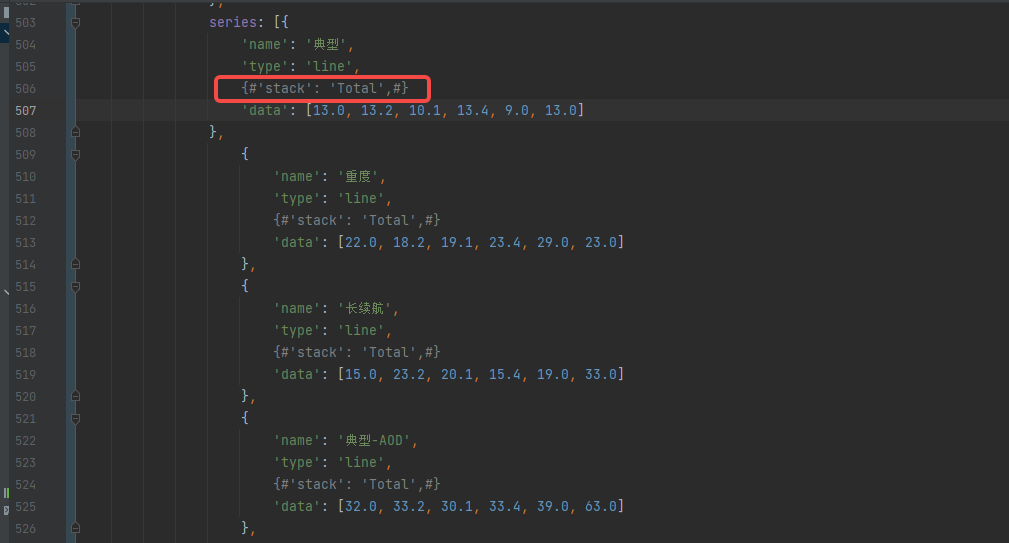 502 },
503 series: [{
504 'name': '典型',
505 'type': 'line',
506 {#'stack': 'Total',#}
507 'data': [13.0, 13.2, 10.1, 13.4, 9.0, 13.0]
508 },
509 {
510 'name': '重度',
511 'type': 'line',
512 {#'stack': 'Total',#}
513 'data': [22.0, 18.2, 19.1, 23.4, 29.0, 23.0]
514 },
515 {
516 'name': '长续航',
517 'type': 'line',
518 {#'stack': 'Total',#}
519 'data': [15.0, 23.2, 20.1, 15.4, 19.0, 33.0]
520 },
521 {
522 'name': '典型-AOD',
523 'type': 'line',
524 {#'stack': 'Total',#}
525 'data': [32.0, 33.2, 30.1, 33.4, 39.0, 63.0]
526 },